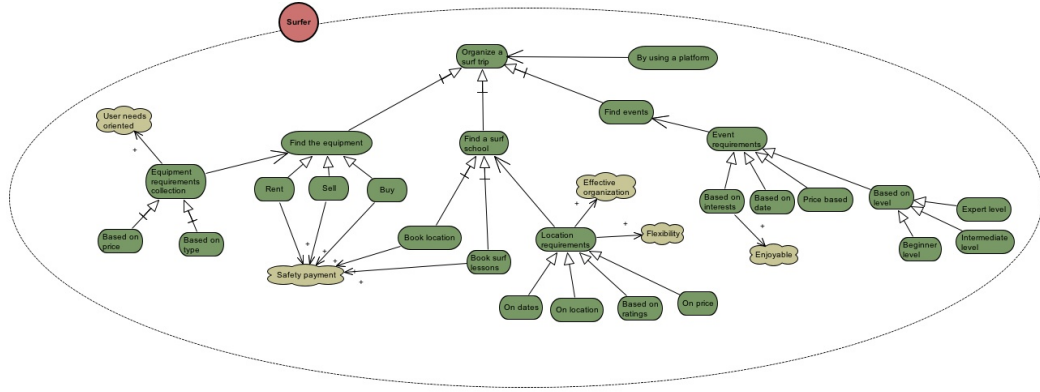 Surfer
Organize a
surf trip
By using a platform
User needs
oriented
Find events
Find the equipment
Find a surf
school
Event
requirements
Equipment
requirements
collection
Rent
Sell
Buy
Effective
organization
Based on
interests
Based on
date
Price based
Based on
level
Expert level
Based on
price
Based on
type
Book location
Location
requirements
Flexibility
Beginner
level
Intermediate
level
Enjoyable
Safety payment
Book surf
lessons
On dates
On location
Based on
ratings
On price
+
+
+
+
+
+
+
+
+